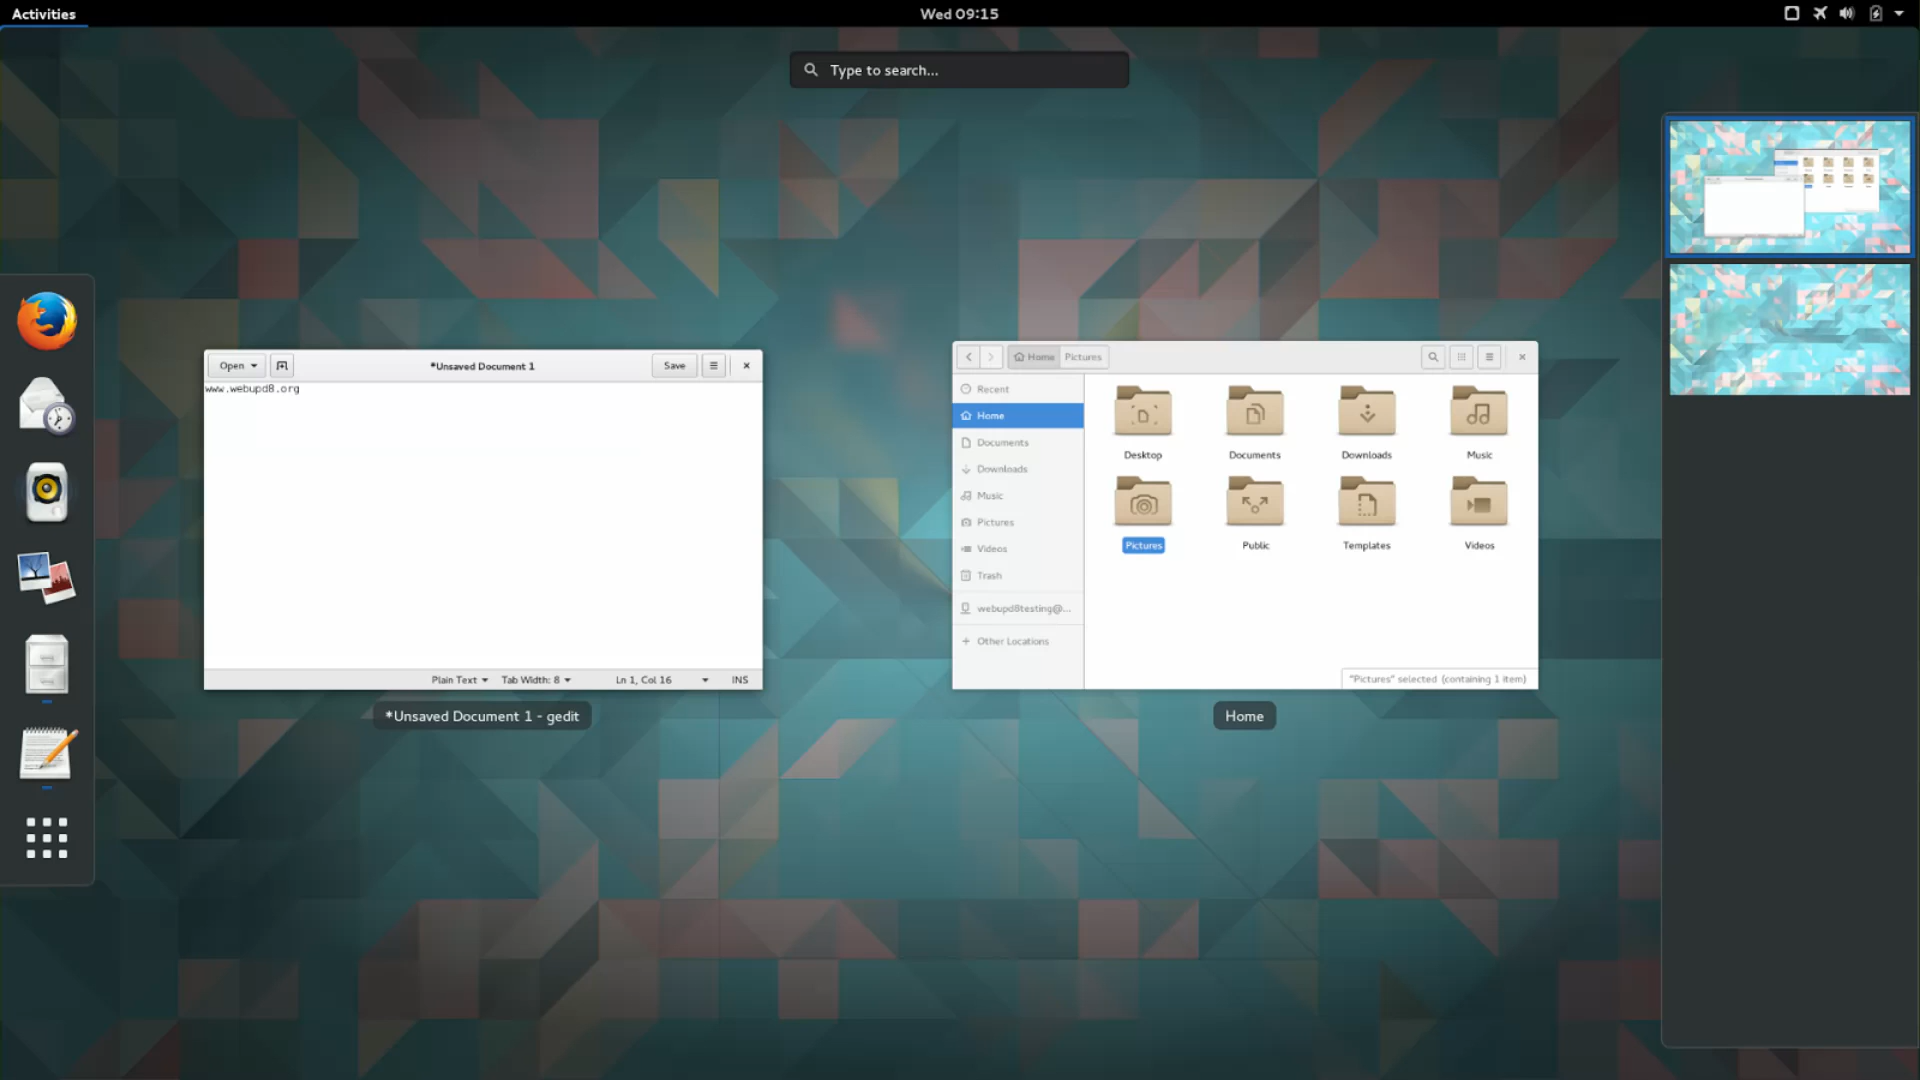 Activities
Wed 09:15
Type to search...
Open
*Unsaved Document 1
Save
www.webupd8.org
Plain Text
Tab Width: 8
Ln 1, Col 16
INS
*Unsaved Document 1 - gedit
Home
Pictures
Recent
Home
Documents
Downloads
Music
Pictures
Videos
Trash
webupd8testing@...
+ Other Locations
Desktop
Documents
Downloads
Music
Pictures
Public
Templates
Videos
"Pictures" selected (containing 1 item)
Home